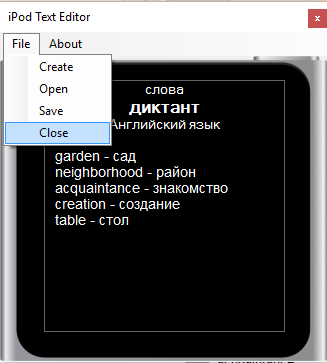 iPod Text Editor
File About
Create
Open
Save
Close
слова
диктант
Английский язык
garden - сад
neighborhood - район
acquaintance - знакомство
creation - создание
table - стол